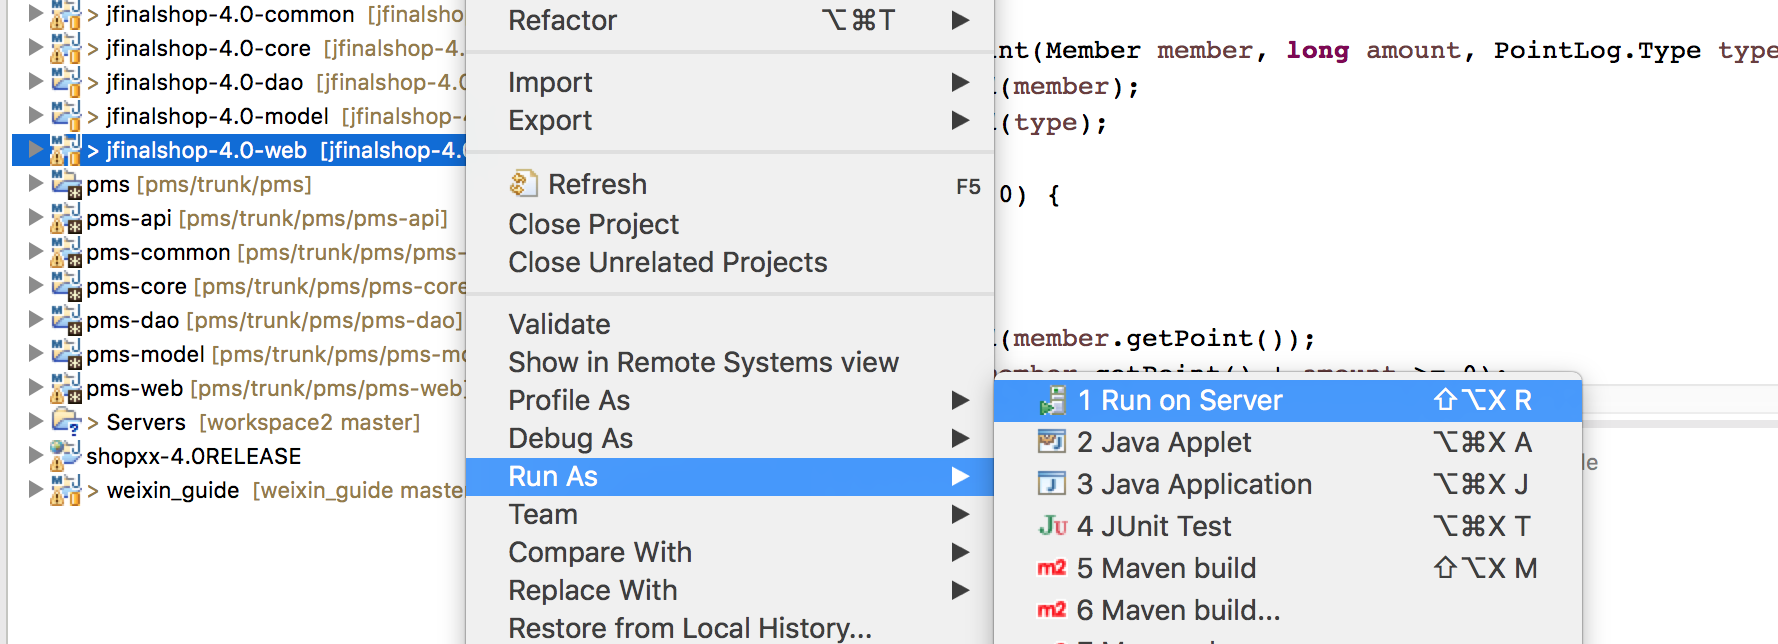 > jfinalshop-4.0-common [jfinalsho
> jfinalshop-4.0-core [jfinalshop-4.
> jfinalshop-4.0-dao [jfinalshop-4.0
> jfinalshop-4.0-model [jfinalshop-4
> jfinalshop-4.0-web [jfinalshop-4.0
pms [pms/trunk/pms]
pms-api [pms/trunk/pms/pms-api]
pms-common [pms/trunk/pms/pms-
pms-core [pms/trunk/pms/pms-core
pms-dao [pms/trunk/pms/pms-dao]
pms-model [pms/trunk/pms/pms-mo
pms-web [pms/trunk/pms/pms-web]
> Servers [workspace2 master]
shopxx-4.0RELEASE
> weixin_guide [weixin_guide maste
Refactor ⌥⌘T
Import
Export
Refresh F5
Close Project
Close Unrelated Projects
Validate
Show in Remote Systems view
Profile As
Debug As
Run As
Team
Compare With
Replace With
Restore from Local History...
int(Member member, long amount, PointLog.Type type
(member);
(type);
0) {
(member.getPoint());
1 Run on Server ⇧⌥X R
2 Java Applet ⌥⌘X A
3 Java Application ⌥⌘X J
4 JUnit Test ⌥⌘X T
5 Maven build ⇧⌥X M
6 Maven build...
le